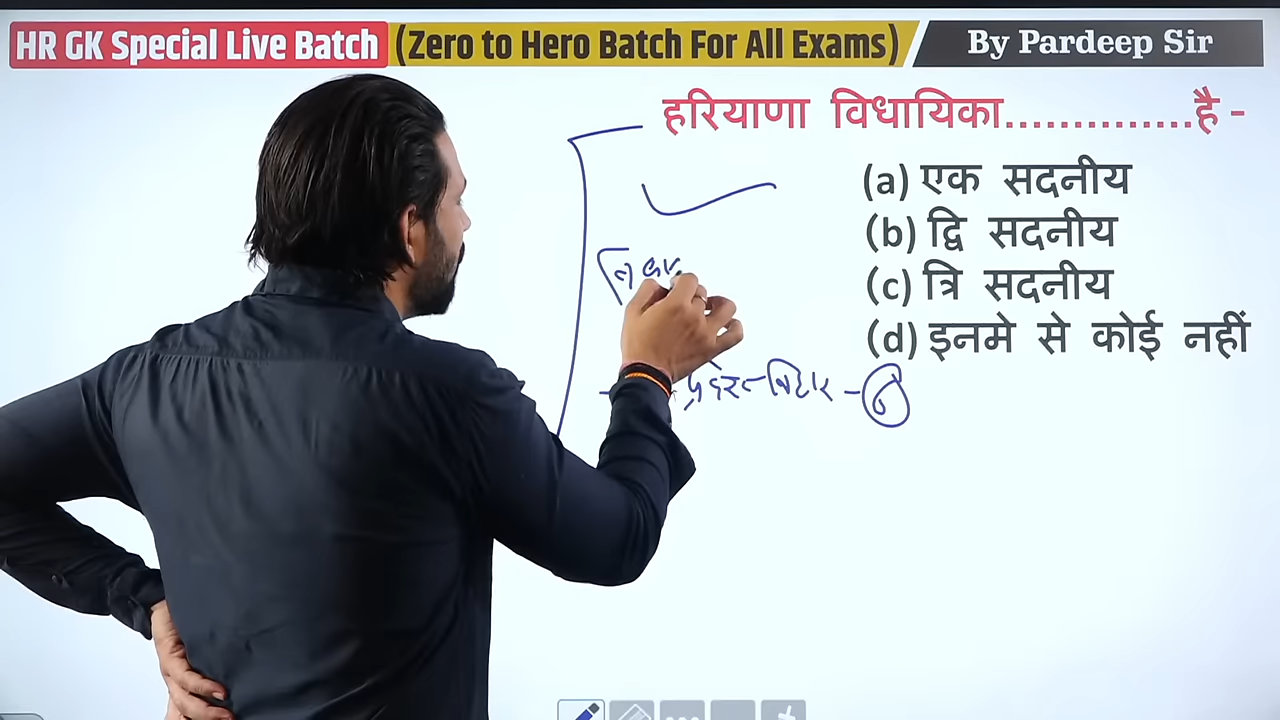 HR GK Special Live Batch (Zero to Hero Batch For All Exams) By Pardeep Sir
हरियाणा विधायिका..............है -
(a) एक सदनीय
(b) द्वि सदनीय
(c) त्रि सदनीय
(d) इनमे से कोई नहीं